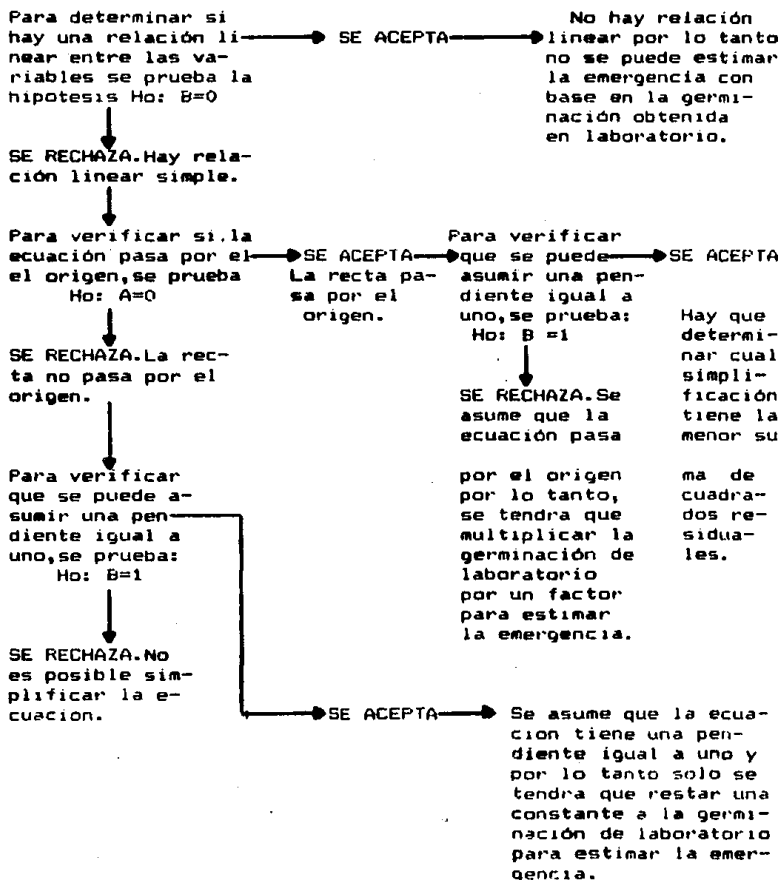 Para determinar si
hay una relación li
near entre las va-
riables se prueba la
hipotesis Ho: B=0
SE ACEPTA
No hay relación
linear por lo tanto
no se puede estimar
la emergencia con
base en la germi-
nación obtenida
en laboratorio.
SE RECHAZA.Hay rela-
ción linear simple.
Para verificar si.la
ecuación pasa por el
el origen,se prueba
Ho: A=0
SE ACEPTA
La recta pa-
sa por el
origen.
Para verificar
que se puede
asumir una pen-
diente igual a
uno,se prueba:
Ho: B =1
SE ACEPTA
Hay que
determi-
nar cual
simpli-
ficación
tiene la
menor su
ma de
cuadra-
dos re-
sidua-
les.
SE RECHAZA.Se
asume que la
ecuación pasa
por el origen
por lo tanto,
se tendra que
multiplicar la
germinación de
laboratorio
por un factor
para estimar
la emergencia.
SE RECHAZA.La rec-
ta no pasa por el
origen.
Para verificar
que se puede a-
sumir una pen
diente igual a
uno,se prueba:
Ho: B=1
SE RECHAZA.No
es posible sim-
plificar la e-
cuacion.
SE ACEPTA
Se asume que la ecua-
cion tiene una pen-
diente igual a uno y
por lo tanto solo se
tendra que restar una
constante a la germi-
nación de laboratorio
para estimar la emer-
gencia.